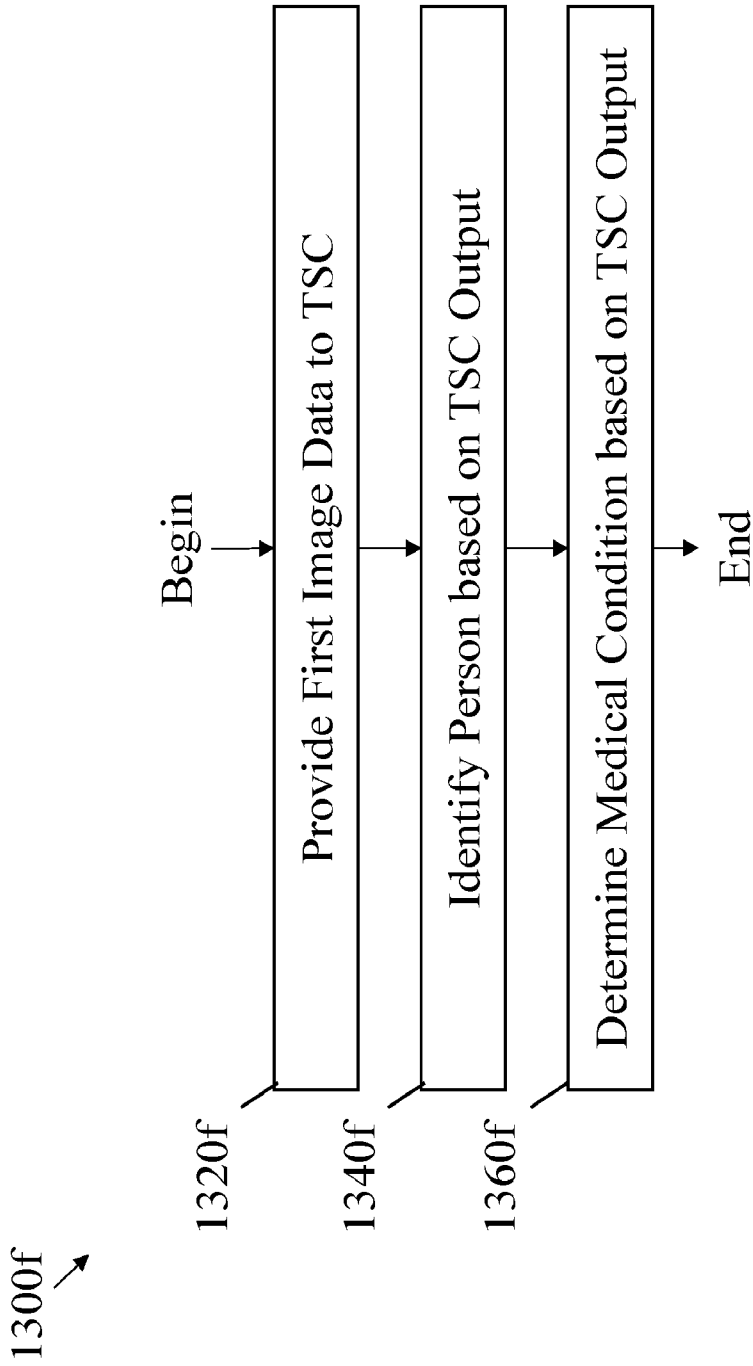 1300f
Begin
1320f
Provide First Image Data to TSC
1340f
Identify Person based on TSC Output
1360f
Determine Medical Condition based on TSC Output
End